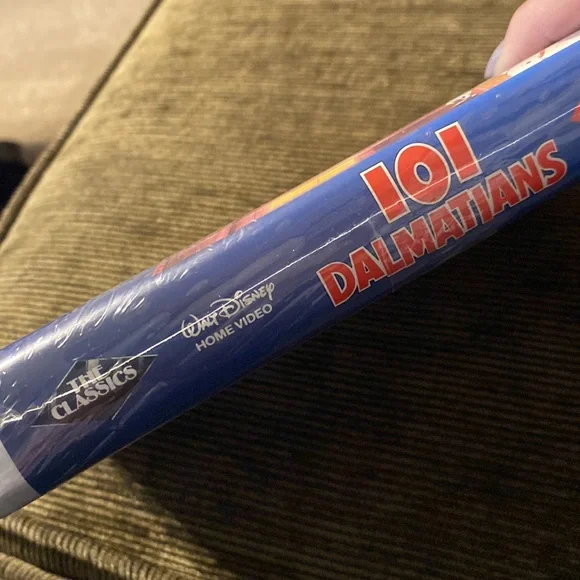 THE
CLASSICS
WALT DISNEY
HOME VIDEO
101
DALMATIANS